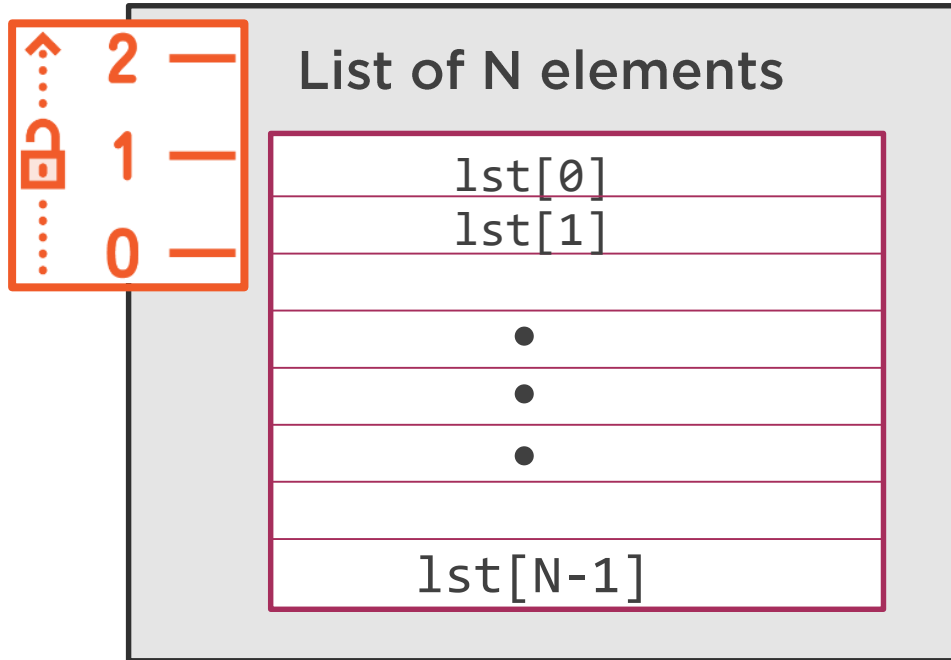 2
1
0
List of N elements
lst[0]
lst[1]
•
•
•
lst[N-1]